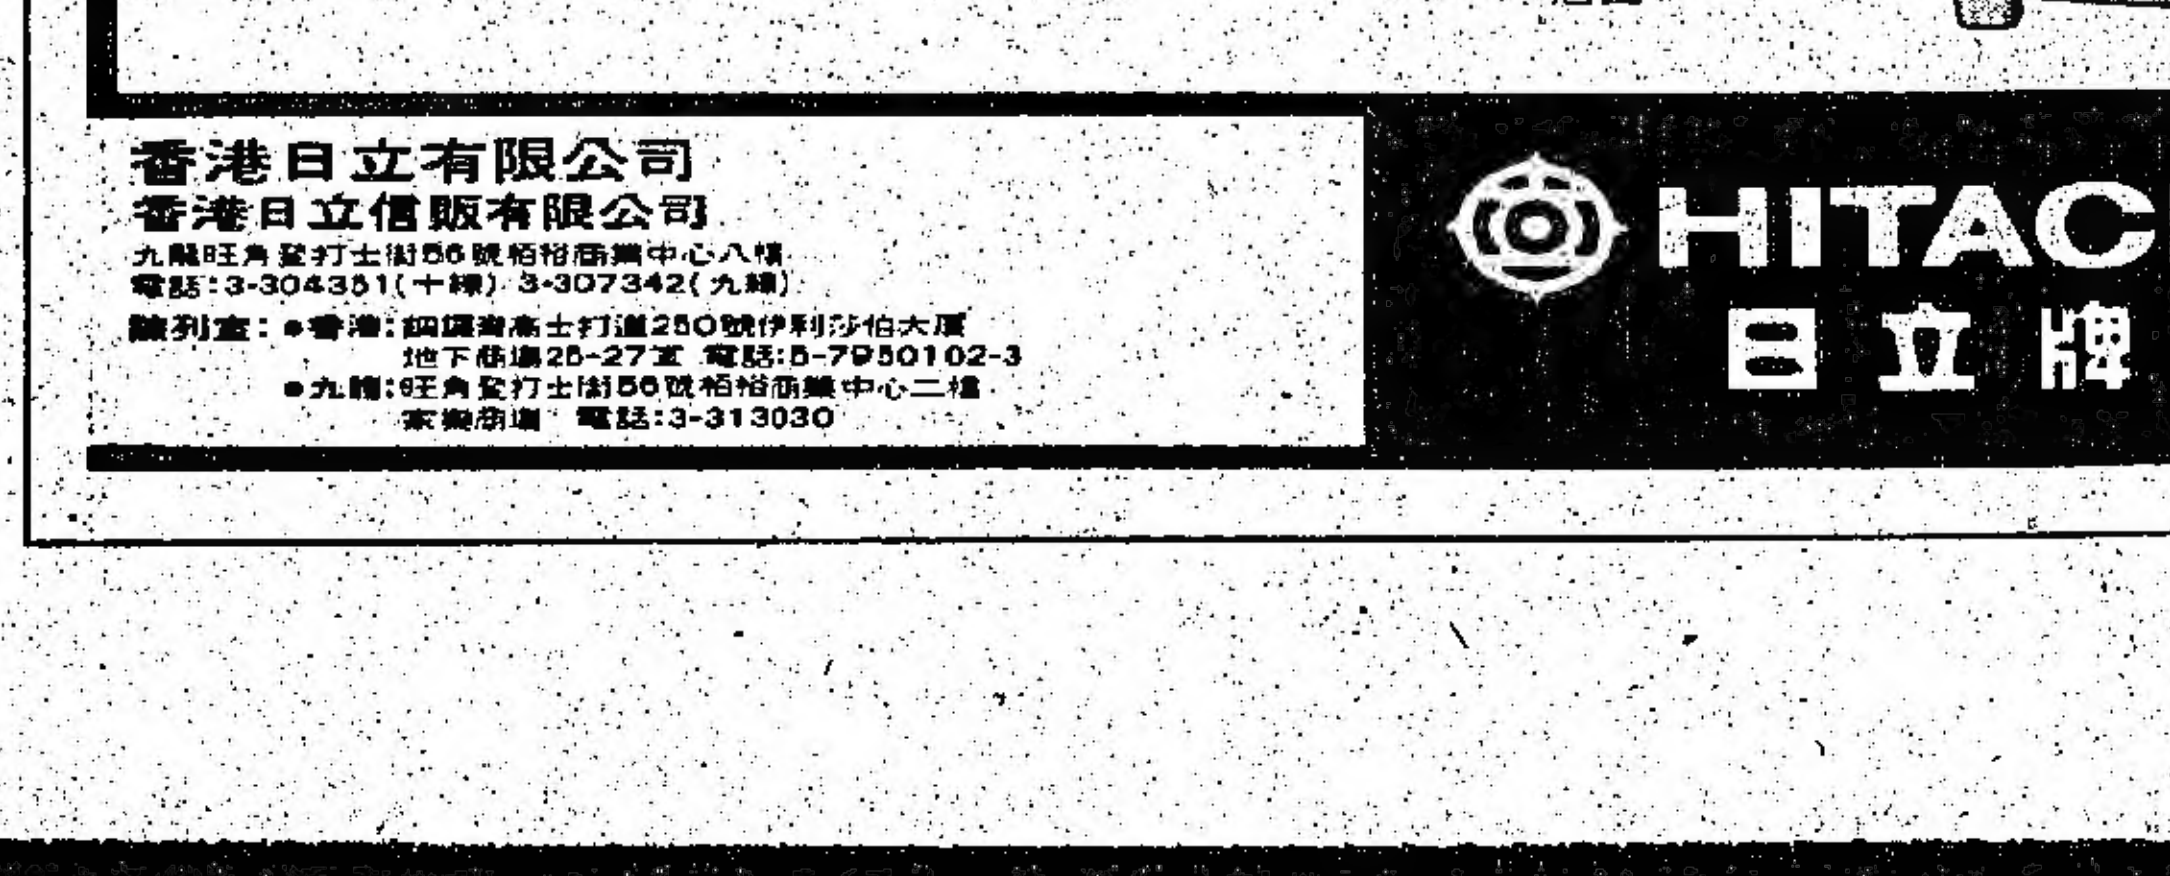 香港日立有限公司
香港日立信販有限公司
九龍旺角登打士街56號栢裕商業中心八樓
電話:3-304351(十線) 3-307342(九線)
陳列室:●香港:銅鑼灣高士打道250號伊利莎伯大厦
地下商場25-27室 電話:5-7950102-3
●九龍:旺角登打士街56號栢裕商業中心二樓
家樂商場 電話:3-313030
HITAC
日立牌